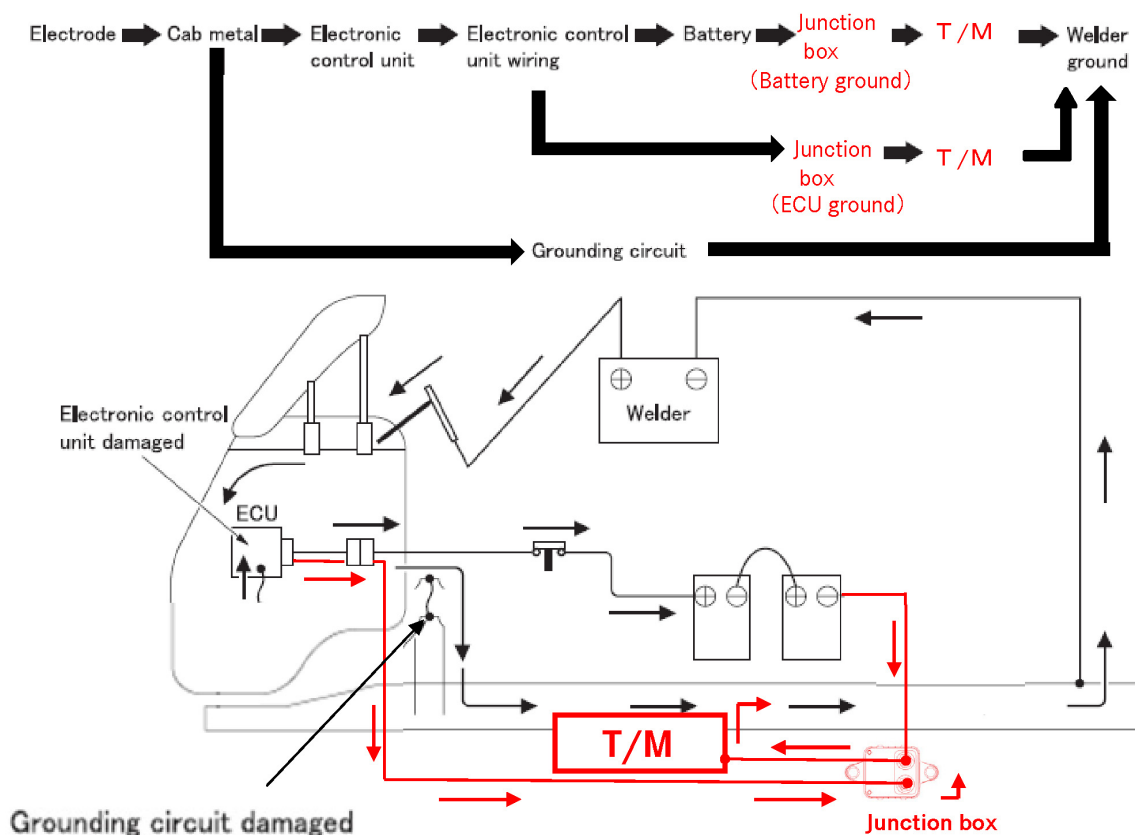 Electrode
Cab metal
Electronic
control unit
Electronic control
unit wiring
Battery
Junction
box
(Battery ground)
T/M
Welder
ground
Junction
box
(ECU ground)
T/M
Grounding circuit
Welder
Electronic control
unit damaged
ECU
T/M
Junction box
Grounding circuit damaged